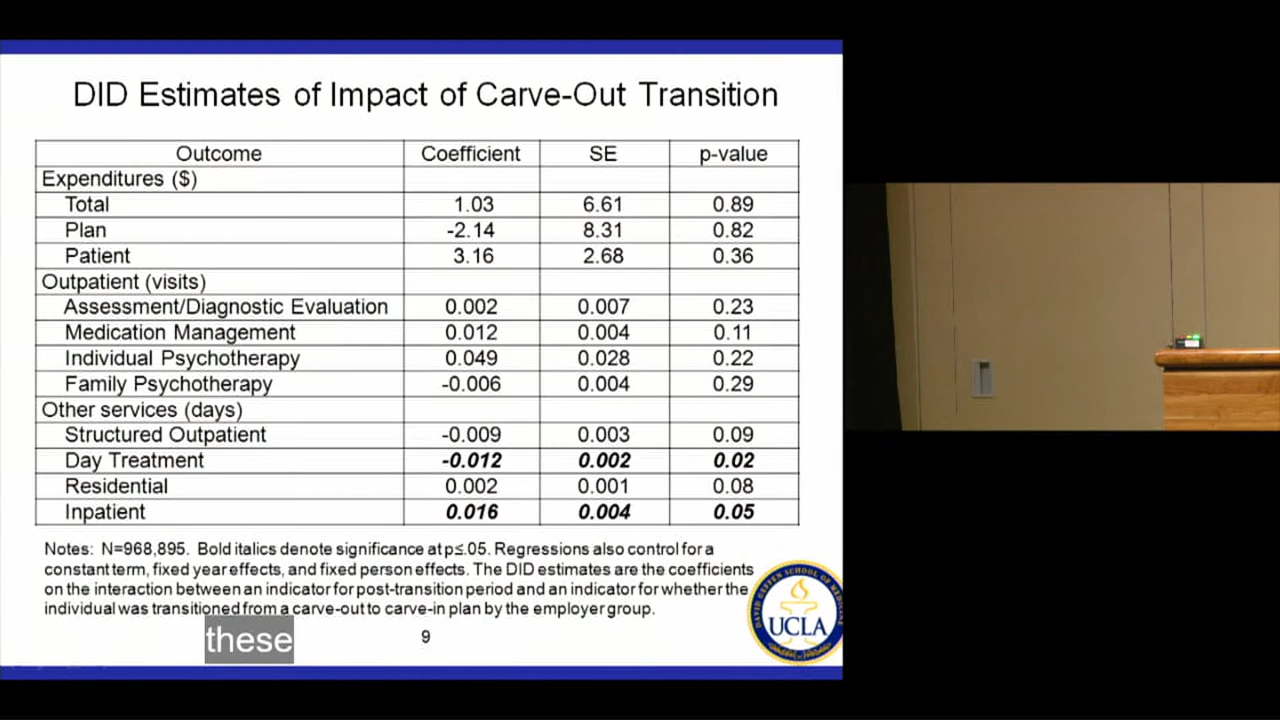 DID Estimates of Impact of Carve-Out Transition
Outcome Coefficient SE p-value
Expenditures ($)
Total 1.03 6.61 0.89
Plan -2.14 8.31 0.82
Patient 3.16 2.68 0.36
Outpatient (visits)
Assessment/Diagnostic Evaluation 0.002 0.007 0.23
Medication Management 0.012 0.004 0.11
Individual Psychotherapy 0.049 0.028 0.22
Family Psychotherapy -0.006 0.004 0.29
Other services (days)
Structured Outpatient -0.009 0.003 0.09
Day Treatment -0.012 0.002 0.02
Residential 0.002 0.001 0.08
Inpatient 0.016 0.004 0.05
Notes: N=968,895. Bold italics denote significance at p≤.05. Regressions also control for a
constant term, fixed year effects, and fixed person effects. The DID estimates are the coefficients
on the interaction between an indicator for post-transition period and an indicator for whether the
individual was transitioned from a carve-out to carve-in plan by the employer group.
these
9
DAVID GEFFEN SCHOOL OF MEDICINE
UCLA